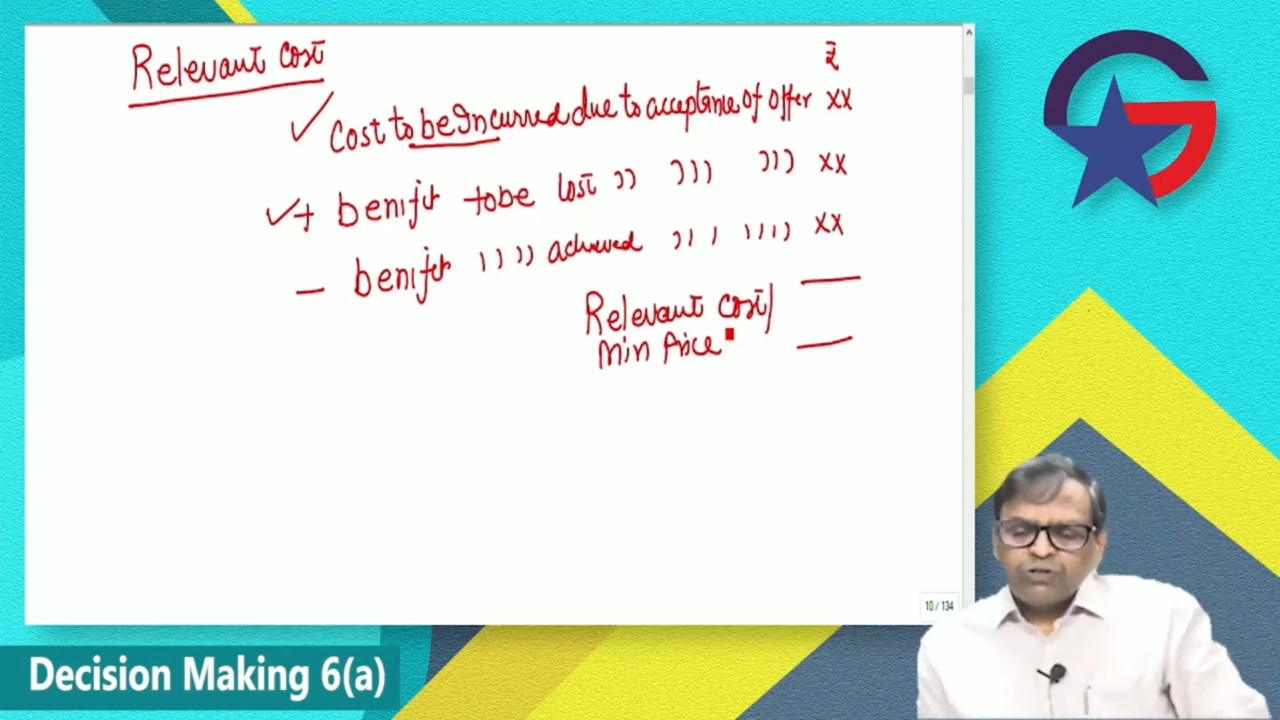 Relevant Cost
₹
Cost to be Incurred due to acceptance of offer xx
+ benifit to be lost )) ))) ))) xx
— benifit )))) achieved ))) ))))) xx
Relevant cost/
Min Price
10 / 134
Decision Making 6(a)